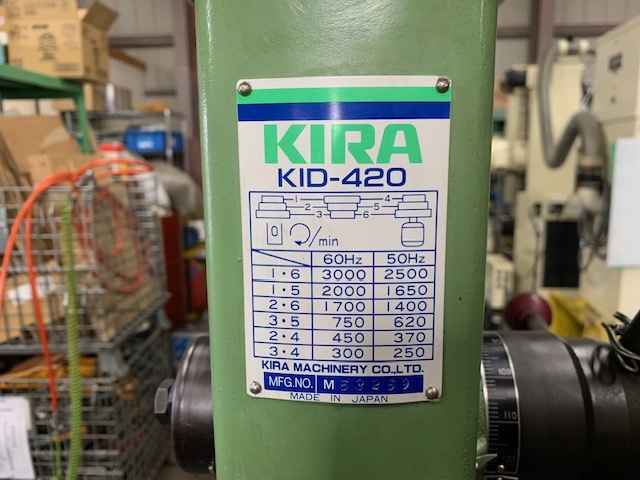 KIRA
KID-420
1 4
2 5
3 6
/min
60Hz 50Hz
1・6 3000 2500
1・5 2000 1650
2・6 1700 1400
3・5 750 620
2・4 450 370
3・4 300 250
KIRA MACHINERY CO.,LTD.
MFG.NO. M
MADE IN JAPAN
110